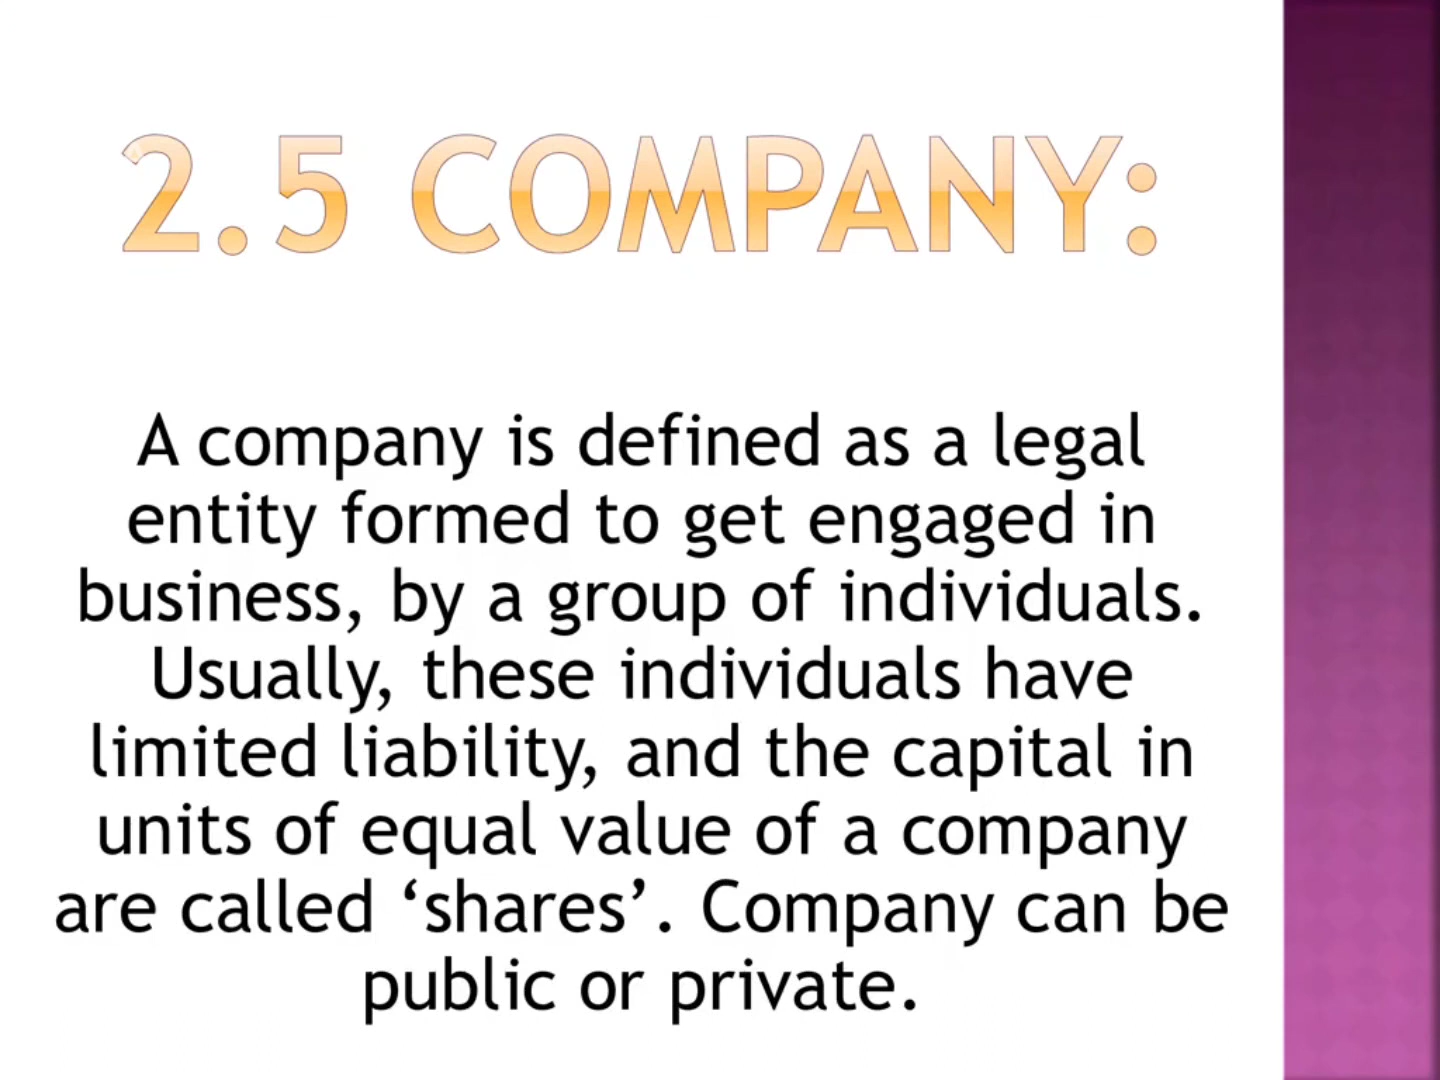 2.5 COMPANY:
A company is defined as a legal
entity formed to get engaged in
business, by a group of individuals.
Usually, these individuals have
limited liability, and the capital in
units of equal value of a company
are called ‘shares’. Company can be
public or private.